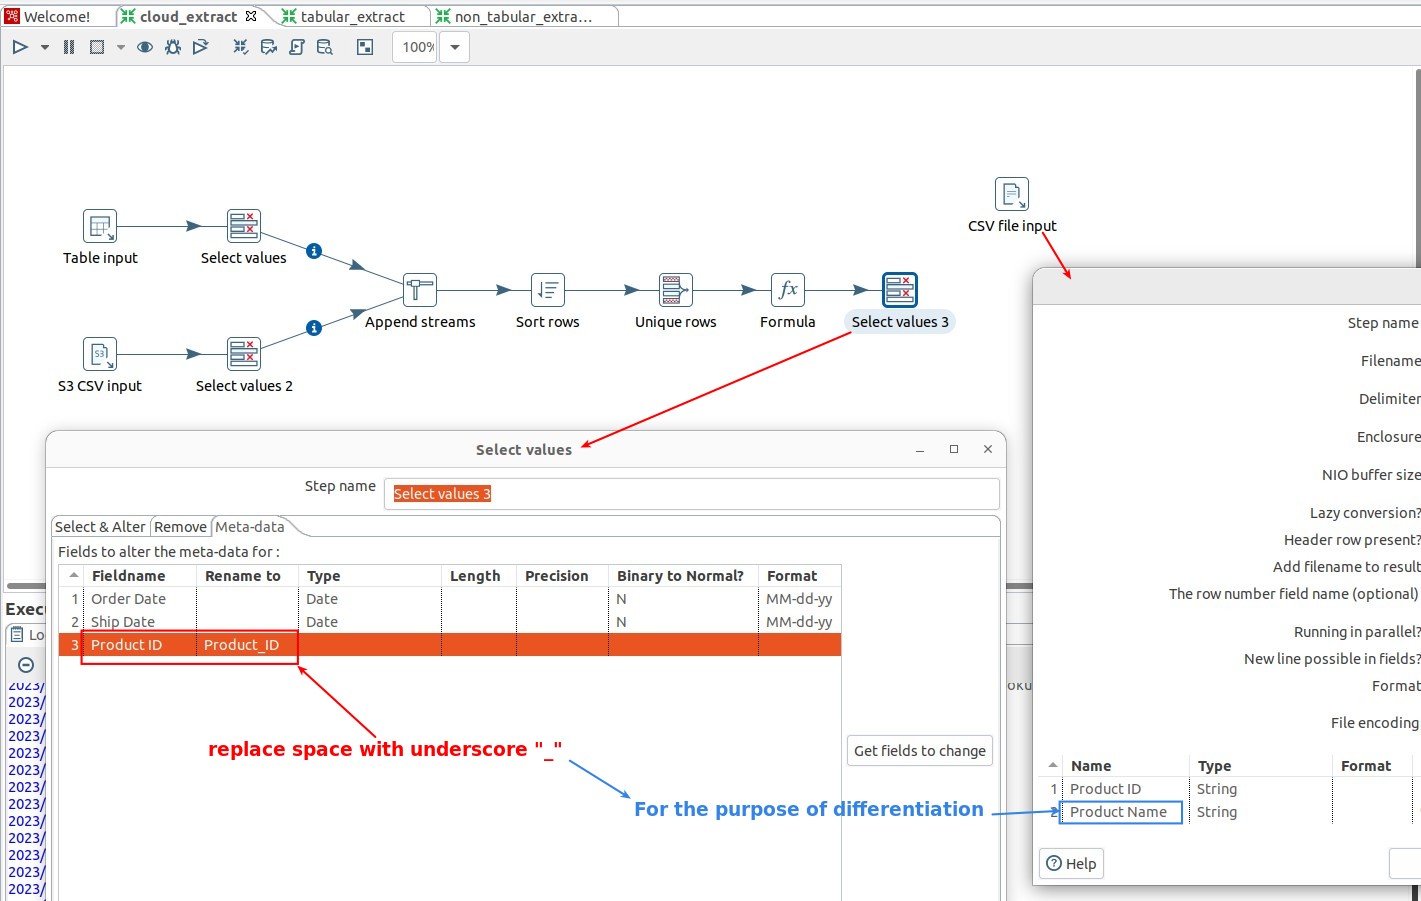 Welcome!
cloud_extract
tabular_extract
non_tabular_extra...
100%
CSV file input
Table input
Select values
Append streams
Sort rows
Unique rows
Formula
Select values 3
S3
S3 CSV input
Select values 2
Select values
Step name
Select values 3
Select & Alter
Remove
Meta-data
Fields to alter the meta-data for :
Fieldname Rename to Type Length Precision Binary to Normal? Format
1 Order Date Date N MM-dd-yy
2 Ship Date Date N MM-dd-yy
3 Product ID Product_ID
replace space with underscore "_"
Get fields to change
For the purpose of differentiation
Execu
Lo
2023/
2023/
2023/
2023/
2023/
2023/
2023/
2023/
2023/
2023/
2023/
2023/
2023/
oku
Step name
Filename
Delimiter
Enclosure
NIO buffer size
Lazy conversion?
Header row present?
Add filename to result
The row number field name (optional)
Running in parallel?
New line possible in fields?
Format
File encoding
Name Type Format
1 Product ID String
2 Product Name String
Help